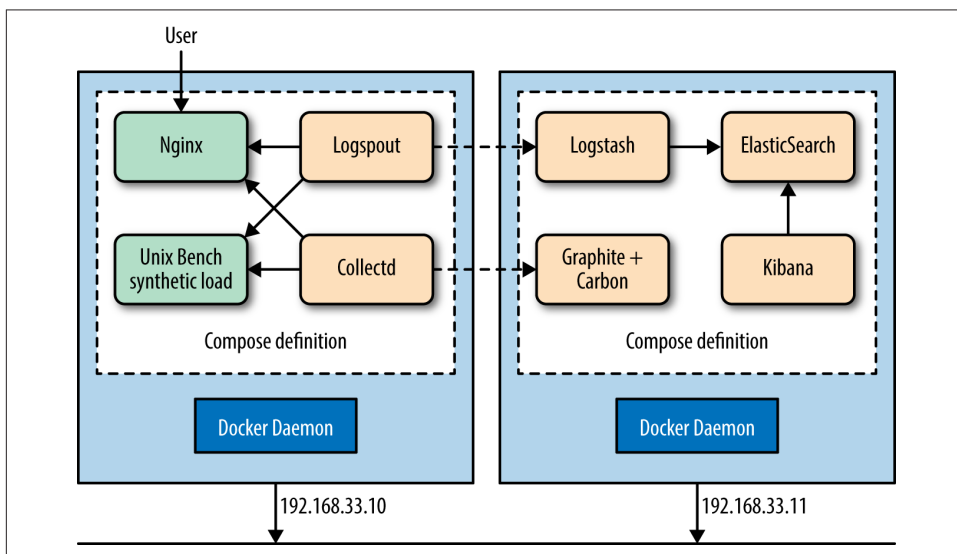 User
Nginx
Logspout
Logstash
ElasticSearch
Unix Bench
synthetic load
Collectd
Graphite +
Carbon
Kibana
Compose definition
Compose definition
Docker Daemon
Docker Daemon
192.168.33.10
192.168.33.11